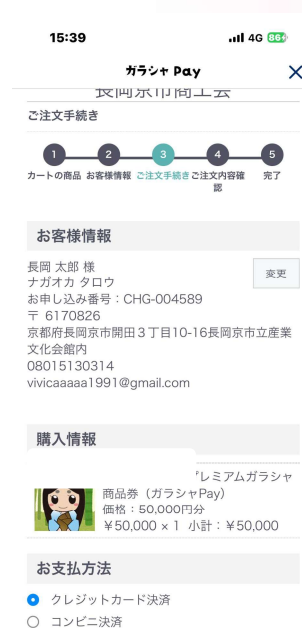 15:39
4G 86
ガラシャ Pay
長岡京市商工会
ご注文手続き
1 2 3 4 5
カートの商品 お客様情報 ご注文手続き ご注文内容確認 完了
お客様情報
長岡 太郎 様
変更
ナガオカ タロウ
お申し込み番号：CHG-004589
〒 6170826
京都府長岡京市開田３丁目10-16長岡京市立産業
文化会館内
08015130314
vivicaaaaa1991@gmail.com
購入情報
プレミアムガラシャ
商品券（ガラシャPay）
価格：50,000円分
￥50,000 × 1 小計：￥50,000
お支払方法
クレジットカード決済
コンビニ決済